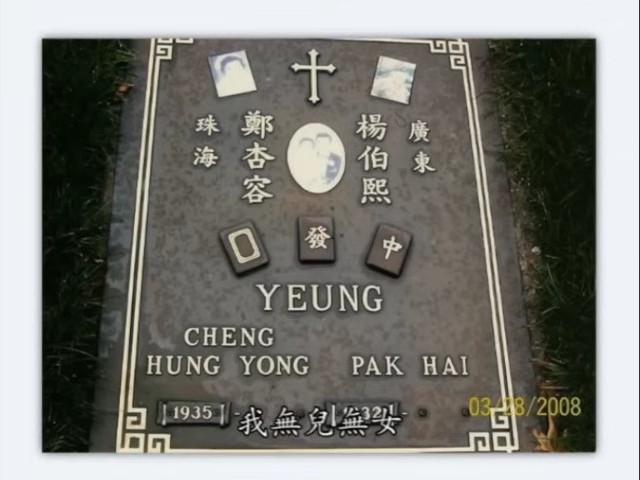 廣東
楊伯熙
鄭杏容
珠海
發 中
YEUNG
CHENG
HUNG YONG PAK HAI
1935
我無兒無女
03/28/2008